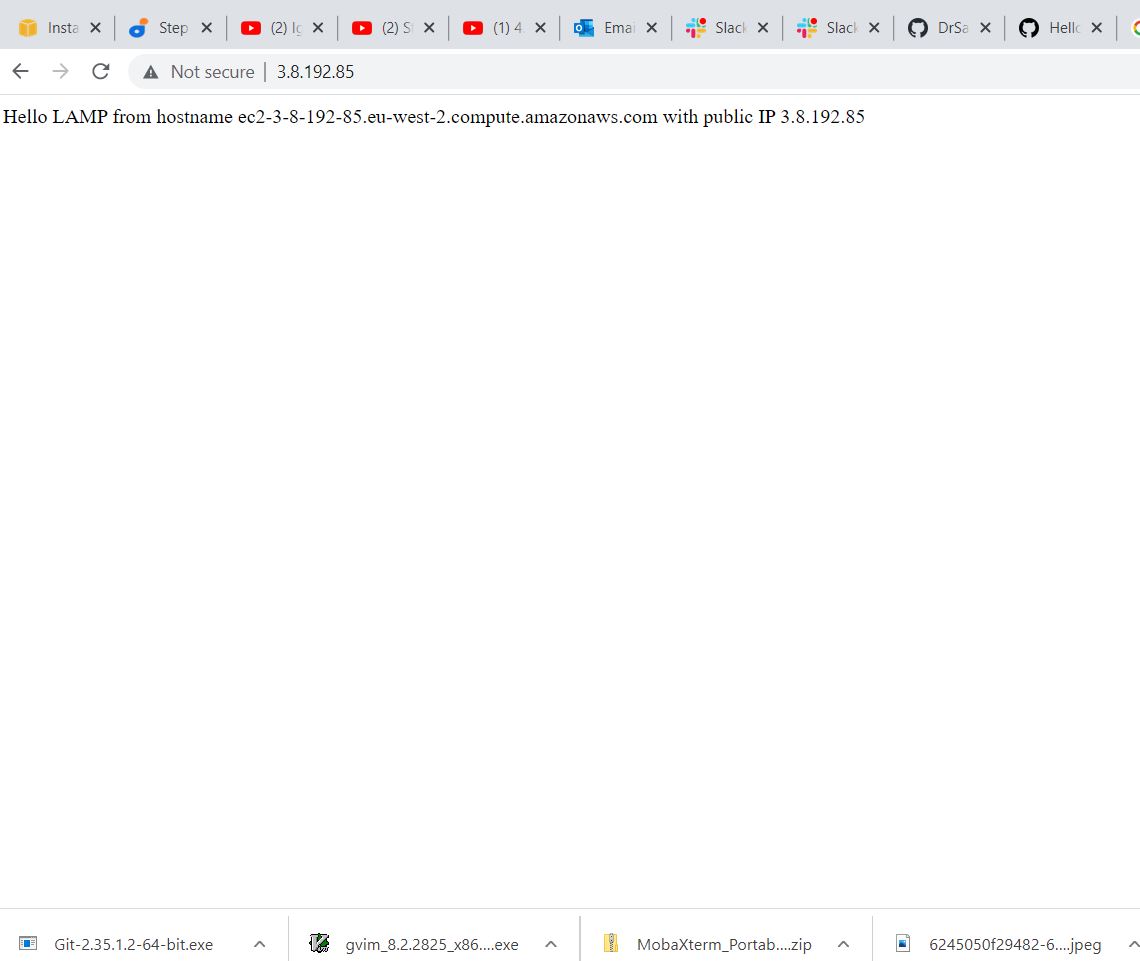 Insta
Step
(2) Ig
(2) S
(1) 4
Emai
Slack
Slack
DrSa
Hello
Not secure | 3.8.192.85
Hello LAMP from hostname ec2-3-8-192-85.eu-west-2.compute.amazonaws.com with public IP 3.8.192.85
Git-2.35.1.2-64-bit.exe
gvim_8.2.2825_x86....exe
MobaXterm_Portab....zip
6245050f29482-6....jpeg